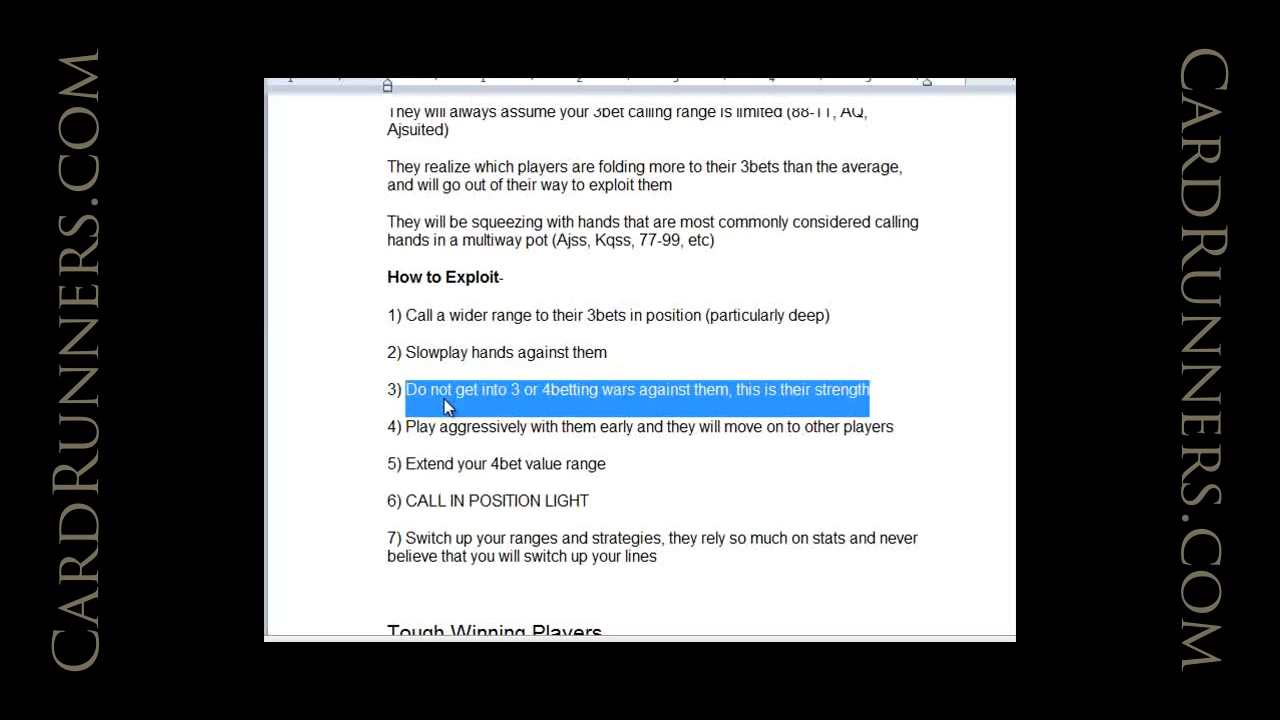 CARDRUNNERS.COM
They will always assume your 3bet calling range is limited (88-11, AQ,
Ajsuited)
They realize which players are folding more to their 3bets than the average,
and will go out of their way to exploit them
They will be squeezing with hands that are most commonly considered calling
hands in a multiway pot (Ajss, Kqss, 77-99, etc)
How to Exploit-
1) Call a wider range to their 3bets in position (particularly deep)
2) Slowplay hands against them
3) Do not get into 3 or 4betting wars against them, this is their strength
4) Play aggressively with them early and they will move on to other players
5) Extend your 4bet value range
6) CALL IN POSITION LIGHT
7) Switch up your ranges and strategies, they rely so much on stats and never
believe that you will switch up your lines
Tough Winning Players
CARDRUNNERS.COM